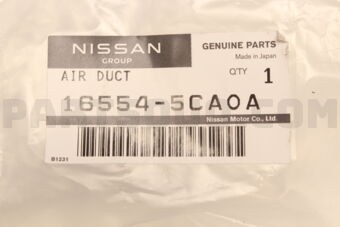 NISSAN
GROUP
GENUINE PARTS
Made in Japan
AIR DUCT
Q'TY 1
16554-5CA0A
Nissan Motor Co., Ltd.
B1231